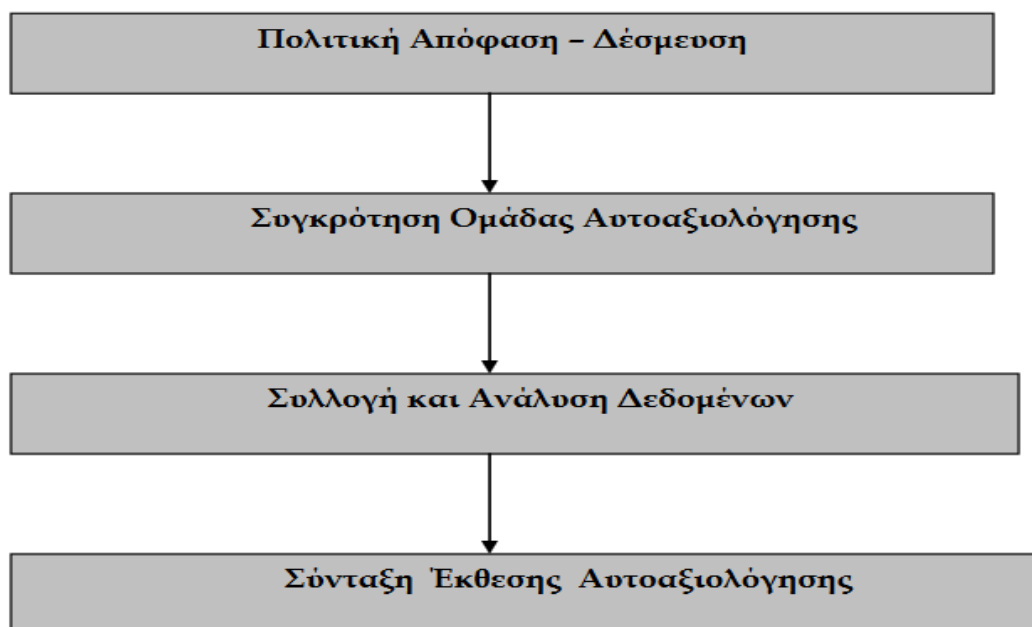 Πολιτική Απόφαση – Δέσμευση
Συγκρότηση Ομάδας Αυτοαξιολόγησης
Συλλογή και Ανάλυση Δεδομένων
Σύνταξη Έκθεσης Αυτοαξιολόγησης